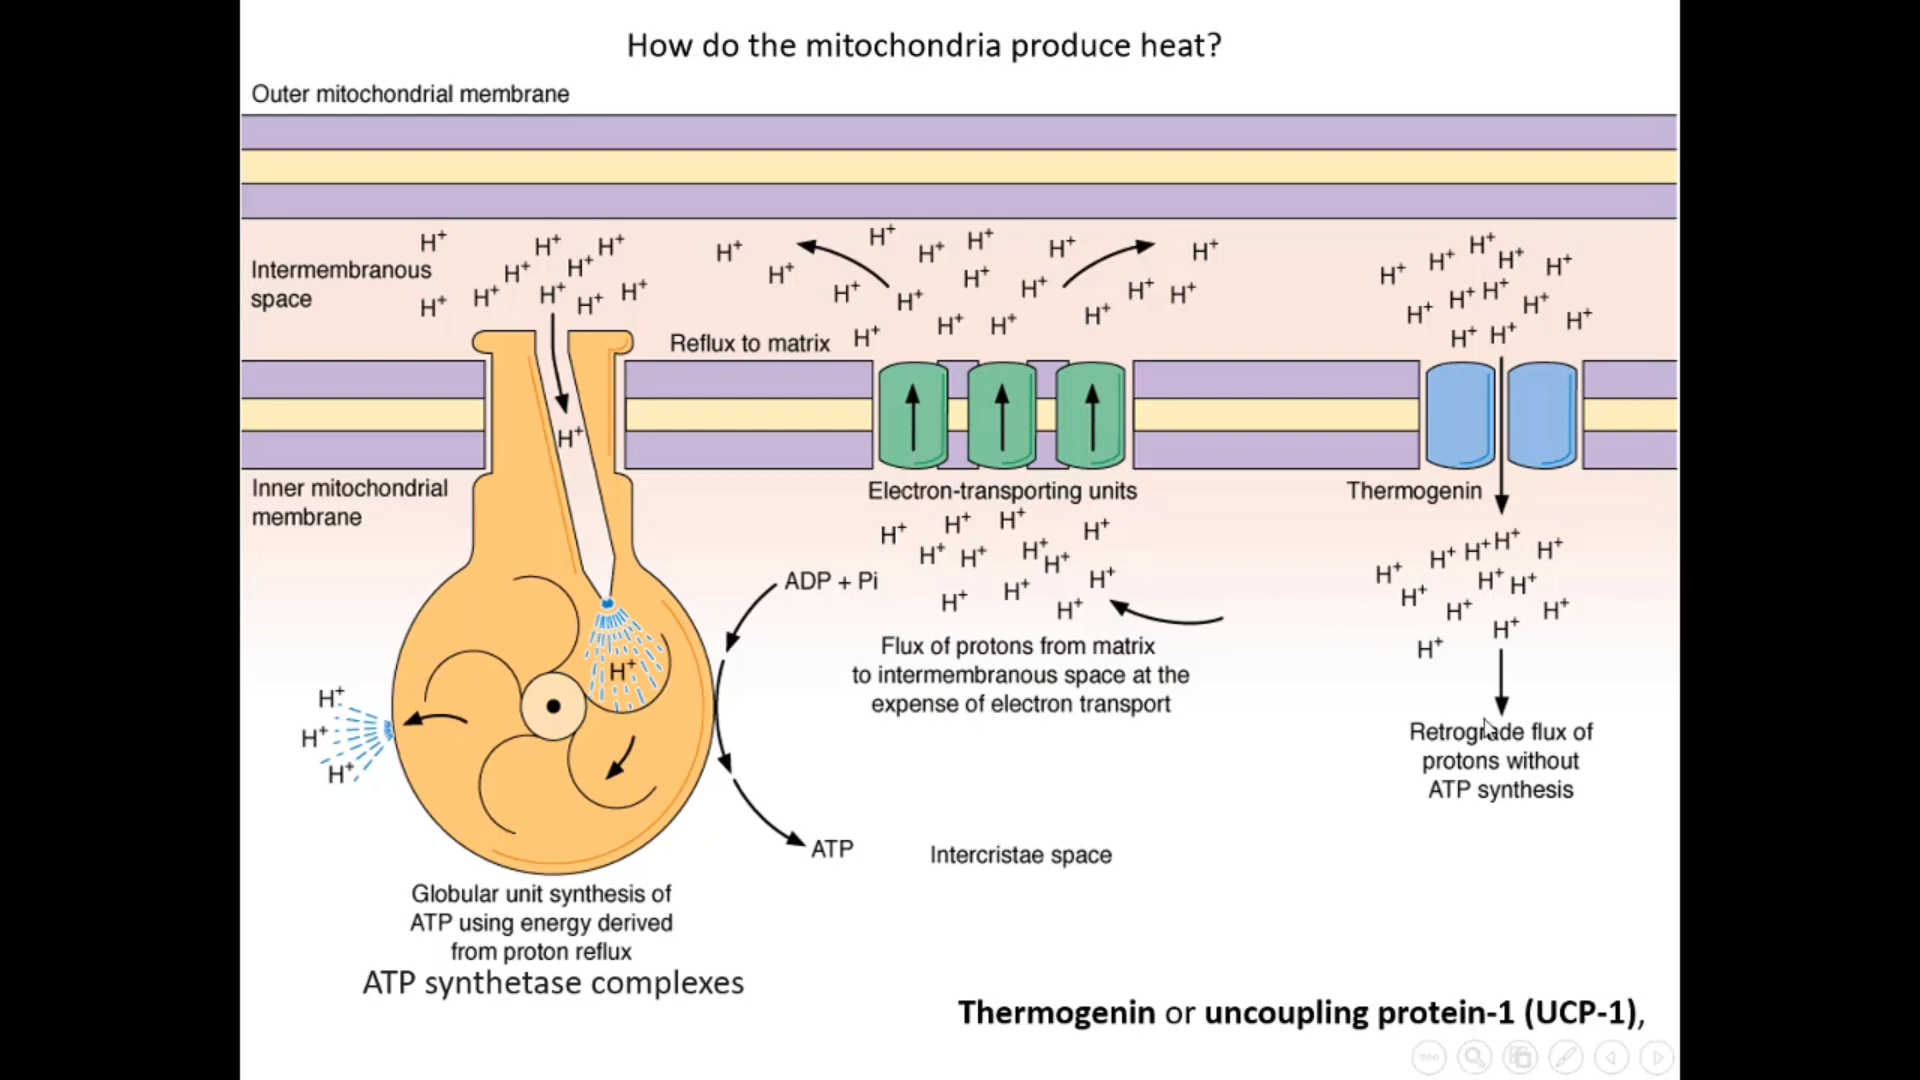 How do the mitochondria produce heat?
Outer mitochondrial membrane
H+ H+ H+ H+ H+ H+
H+ H+ H+ H+ H+
Intermembranous
space
H+ H+ H+ H+ H+ H+
H+ H+ H+ H+ H+ H+
H+ H+ H+ H+ H+
H+ H+ H+ H+ H+
H+ H+ H+ H+ H+
H+ H+ H+ H+ H+
Reflux to matrix
H+
Inner mitochondrial
membrane
Electron-transporting units
Thermogenin
H+ H+ H+ H+
H+ H+ H+ H+
H+ H+ H+ H+
H+ H+ H+ H+ H+
H+ H+ H+ H+
H+ H+ H+
H+
ADP + Pi
Flux of protons from matrix
to intermembranous space at the
expense of electron transport
H+
H+
H+
H+
Retrograde flux of
protons without
ATP synthesis
ATP
Intercristae space
Globular unit synthesis of
ATP using energy derived
from proton reflux
ATP synthetase complexes
Thermogenin or uncoupling protein-1 (UCP-1),